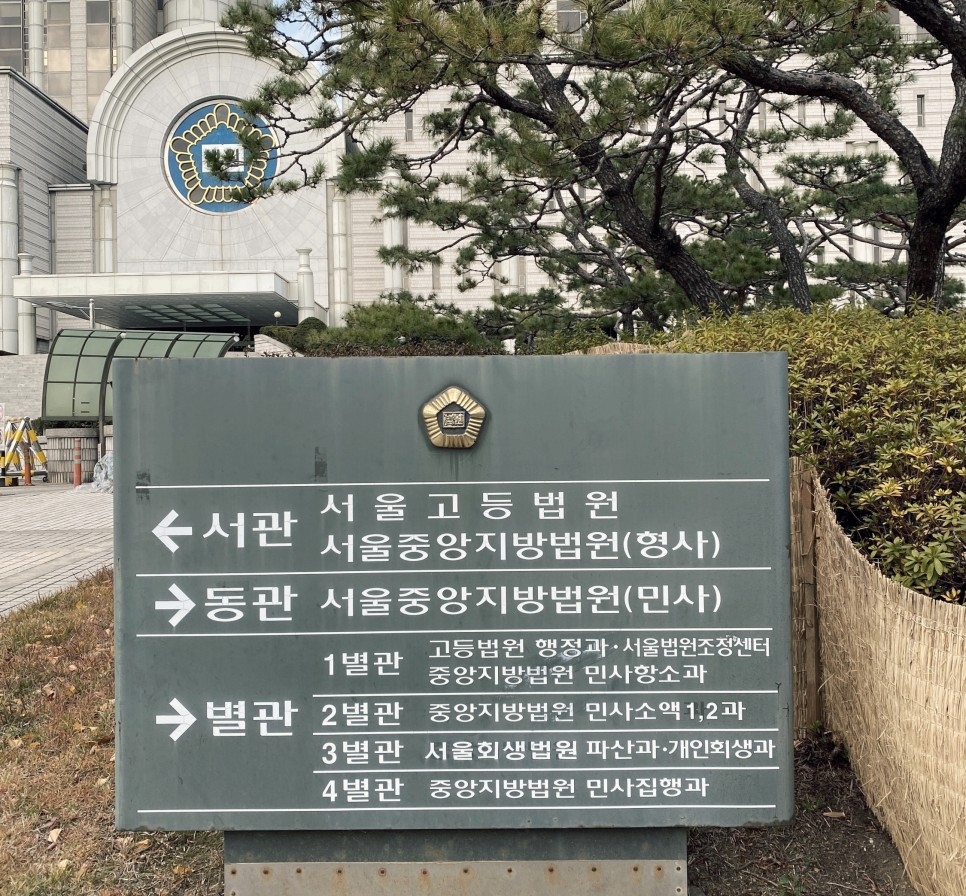 ← 서관 서울고등법원
서울중앙지방법원(형사)
→ 동관 서울중앙지방법원(민사)
→ 별관
1별관 고등법원 행정과·서울법원조정센터
중앙지방법원 민사항소과
2별관 중앙지방법원 민사소액1,2과
3별관 서울회생법원 파산과·개인회생과
4별관 중앙지방법원 민사집행과